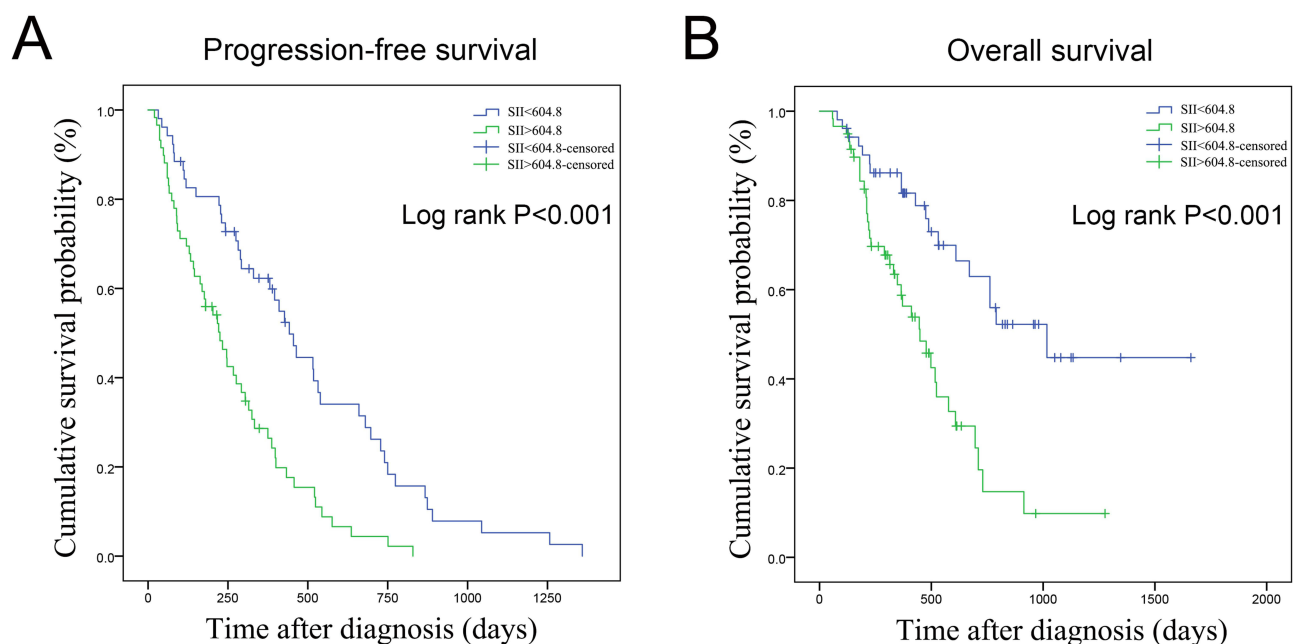 A
Progression-free survival
Cumulative survival probability (%)
1.0
0.8
0.6
0.4
0.2
0.0
SII<604.8
SII>604.8
SII<604.8-censored
SII>604.8-censored
Log rank P<0.001
0 250 500 750 1000 1250
Time after diagnosis (days)
B
Overall survival
Cumulative survival probability (%)
1.0
0.8
0.6
0.4
0.2
0.0
SII<604.8
SII>604.8
SII<604.8-censored
SII>604.8-censored
Log rank P<0.001
0 500 1000 1500 2000
Time after diagnosis (days)